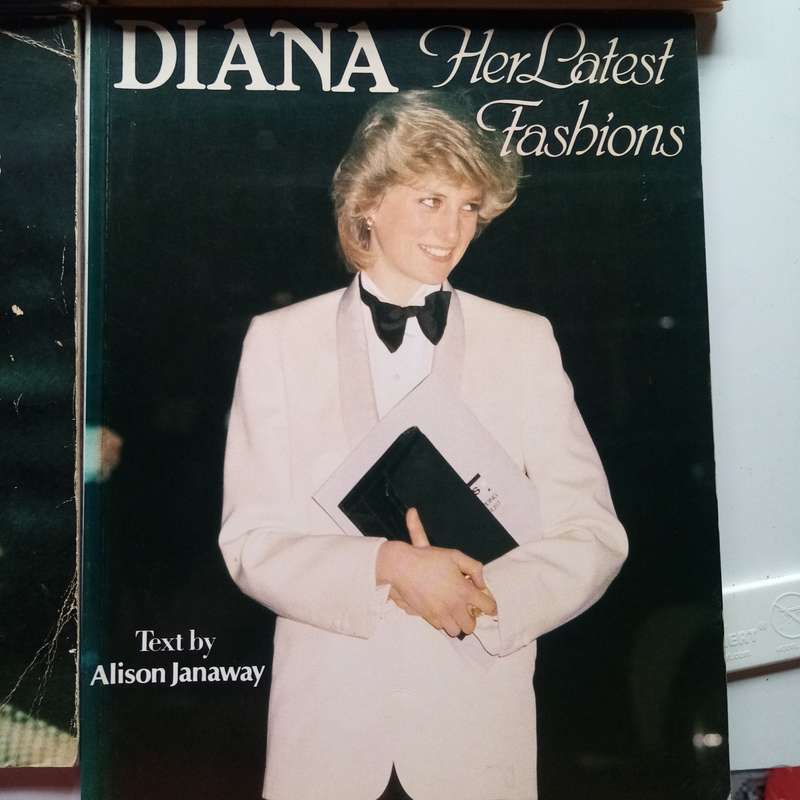 DIANA Her Latest
Fashions
Text by
Alison Janaway